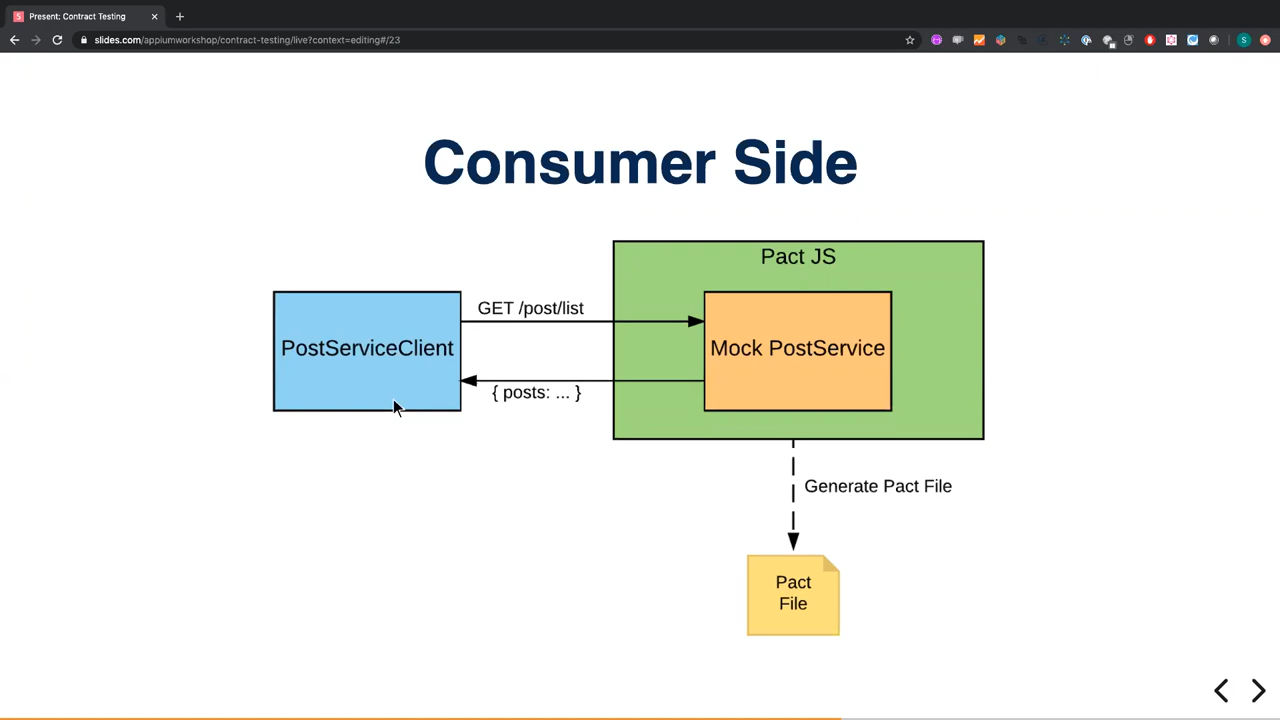 Present: Contract Testing
slides.com/appiumworkshop/contract-testing/live?context=editing#/23
Consumer Side
Pact JS
GET /post/list
PostServiceClient
Mock PostService
{ posts: ... }
Generate Pact File
Pact
File